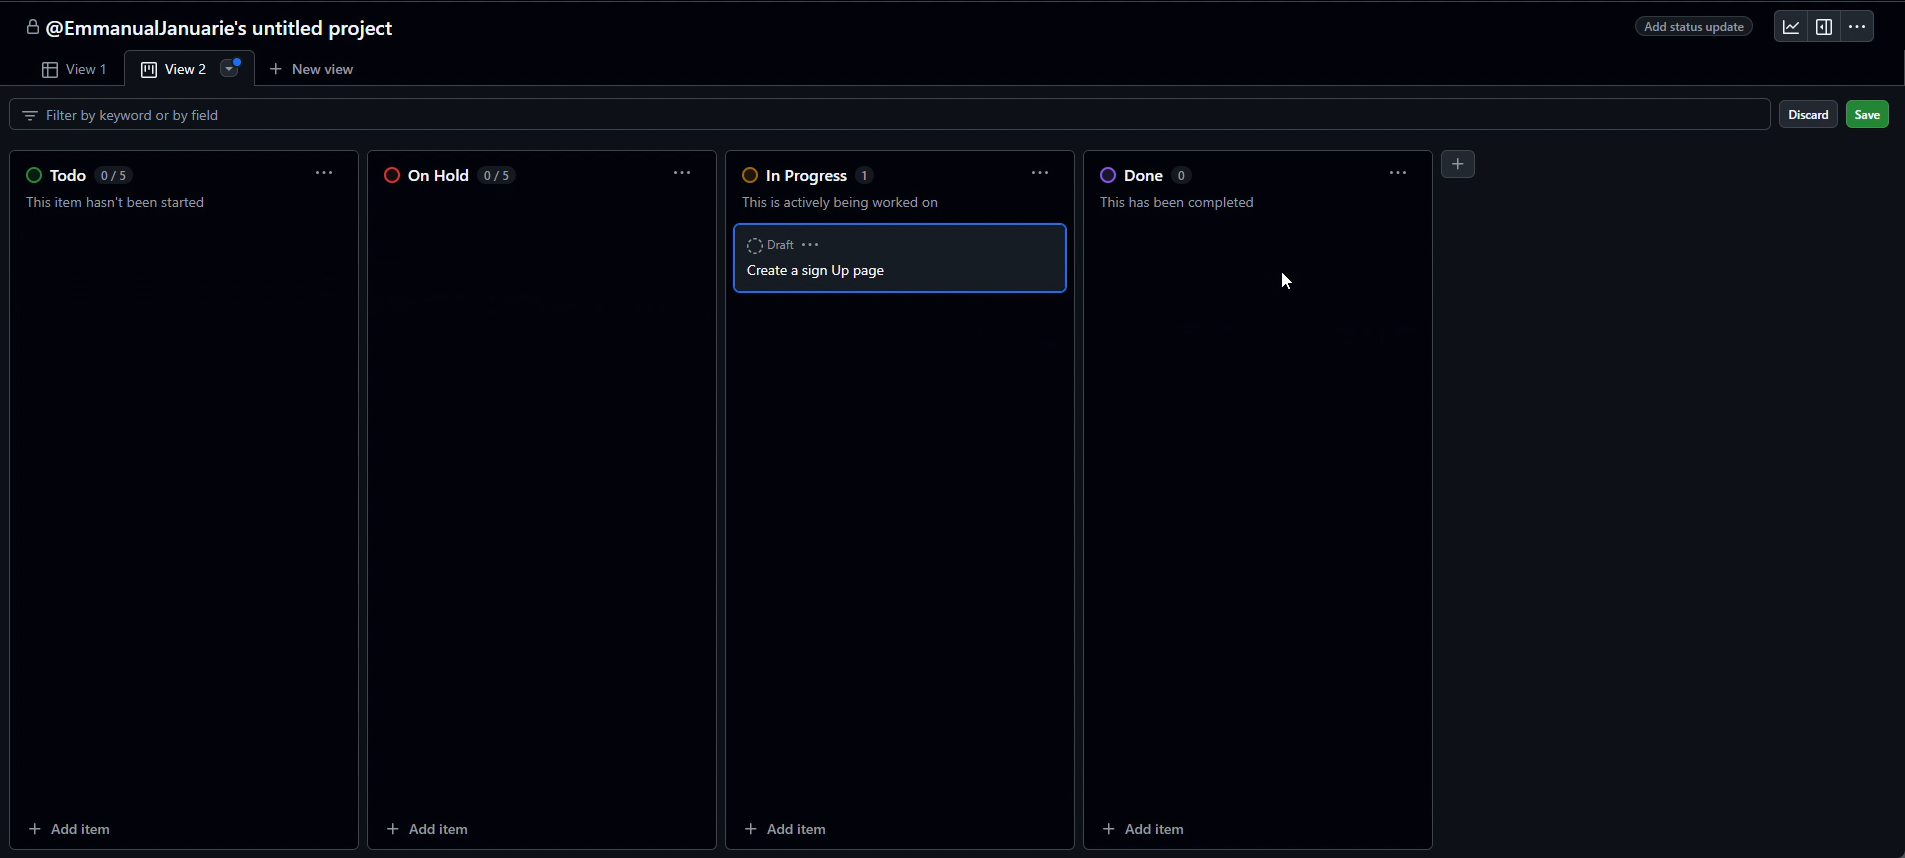 @EmmanualJanuarie's untitled project
Add status update
View 1
View 2
New view
Filter by keyword or by field
Discard
Save
Todo 0 / 5
This item hasn't been started
On Hold 0 / 5
In Progress 1
This is actively being worked on
Draft
Create a sign Up page
Done 0
This has been completed
Add item
Add item
Add item
Add item